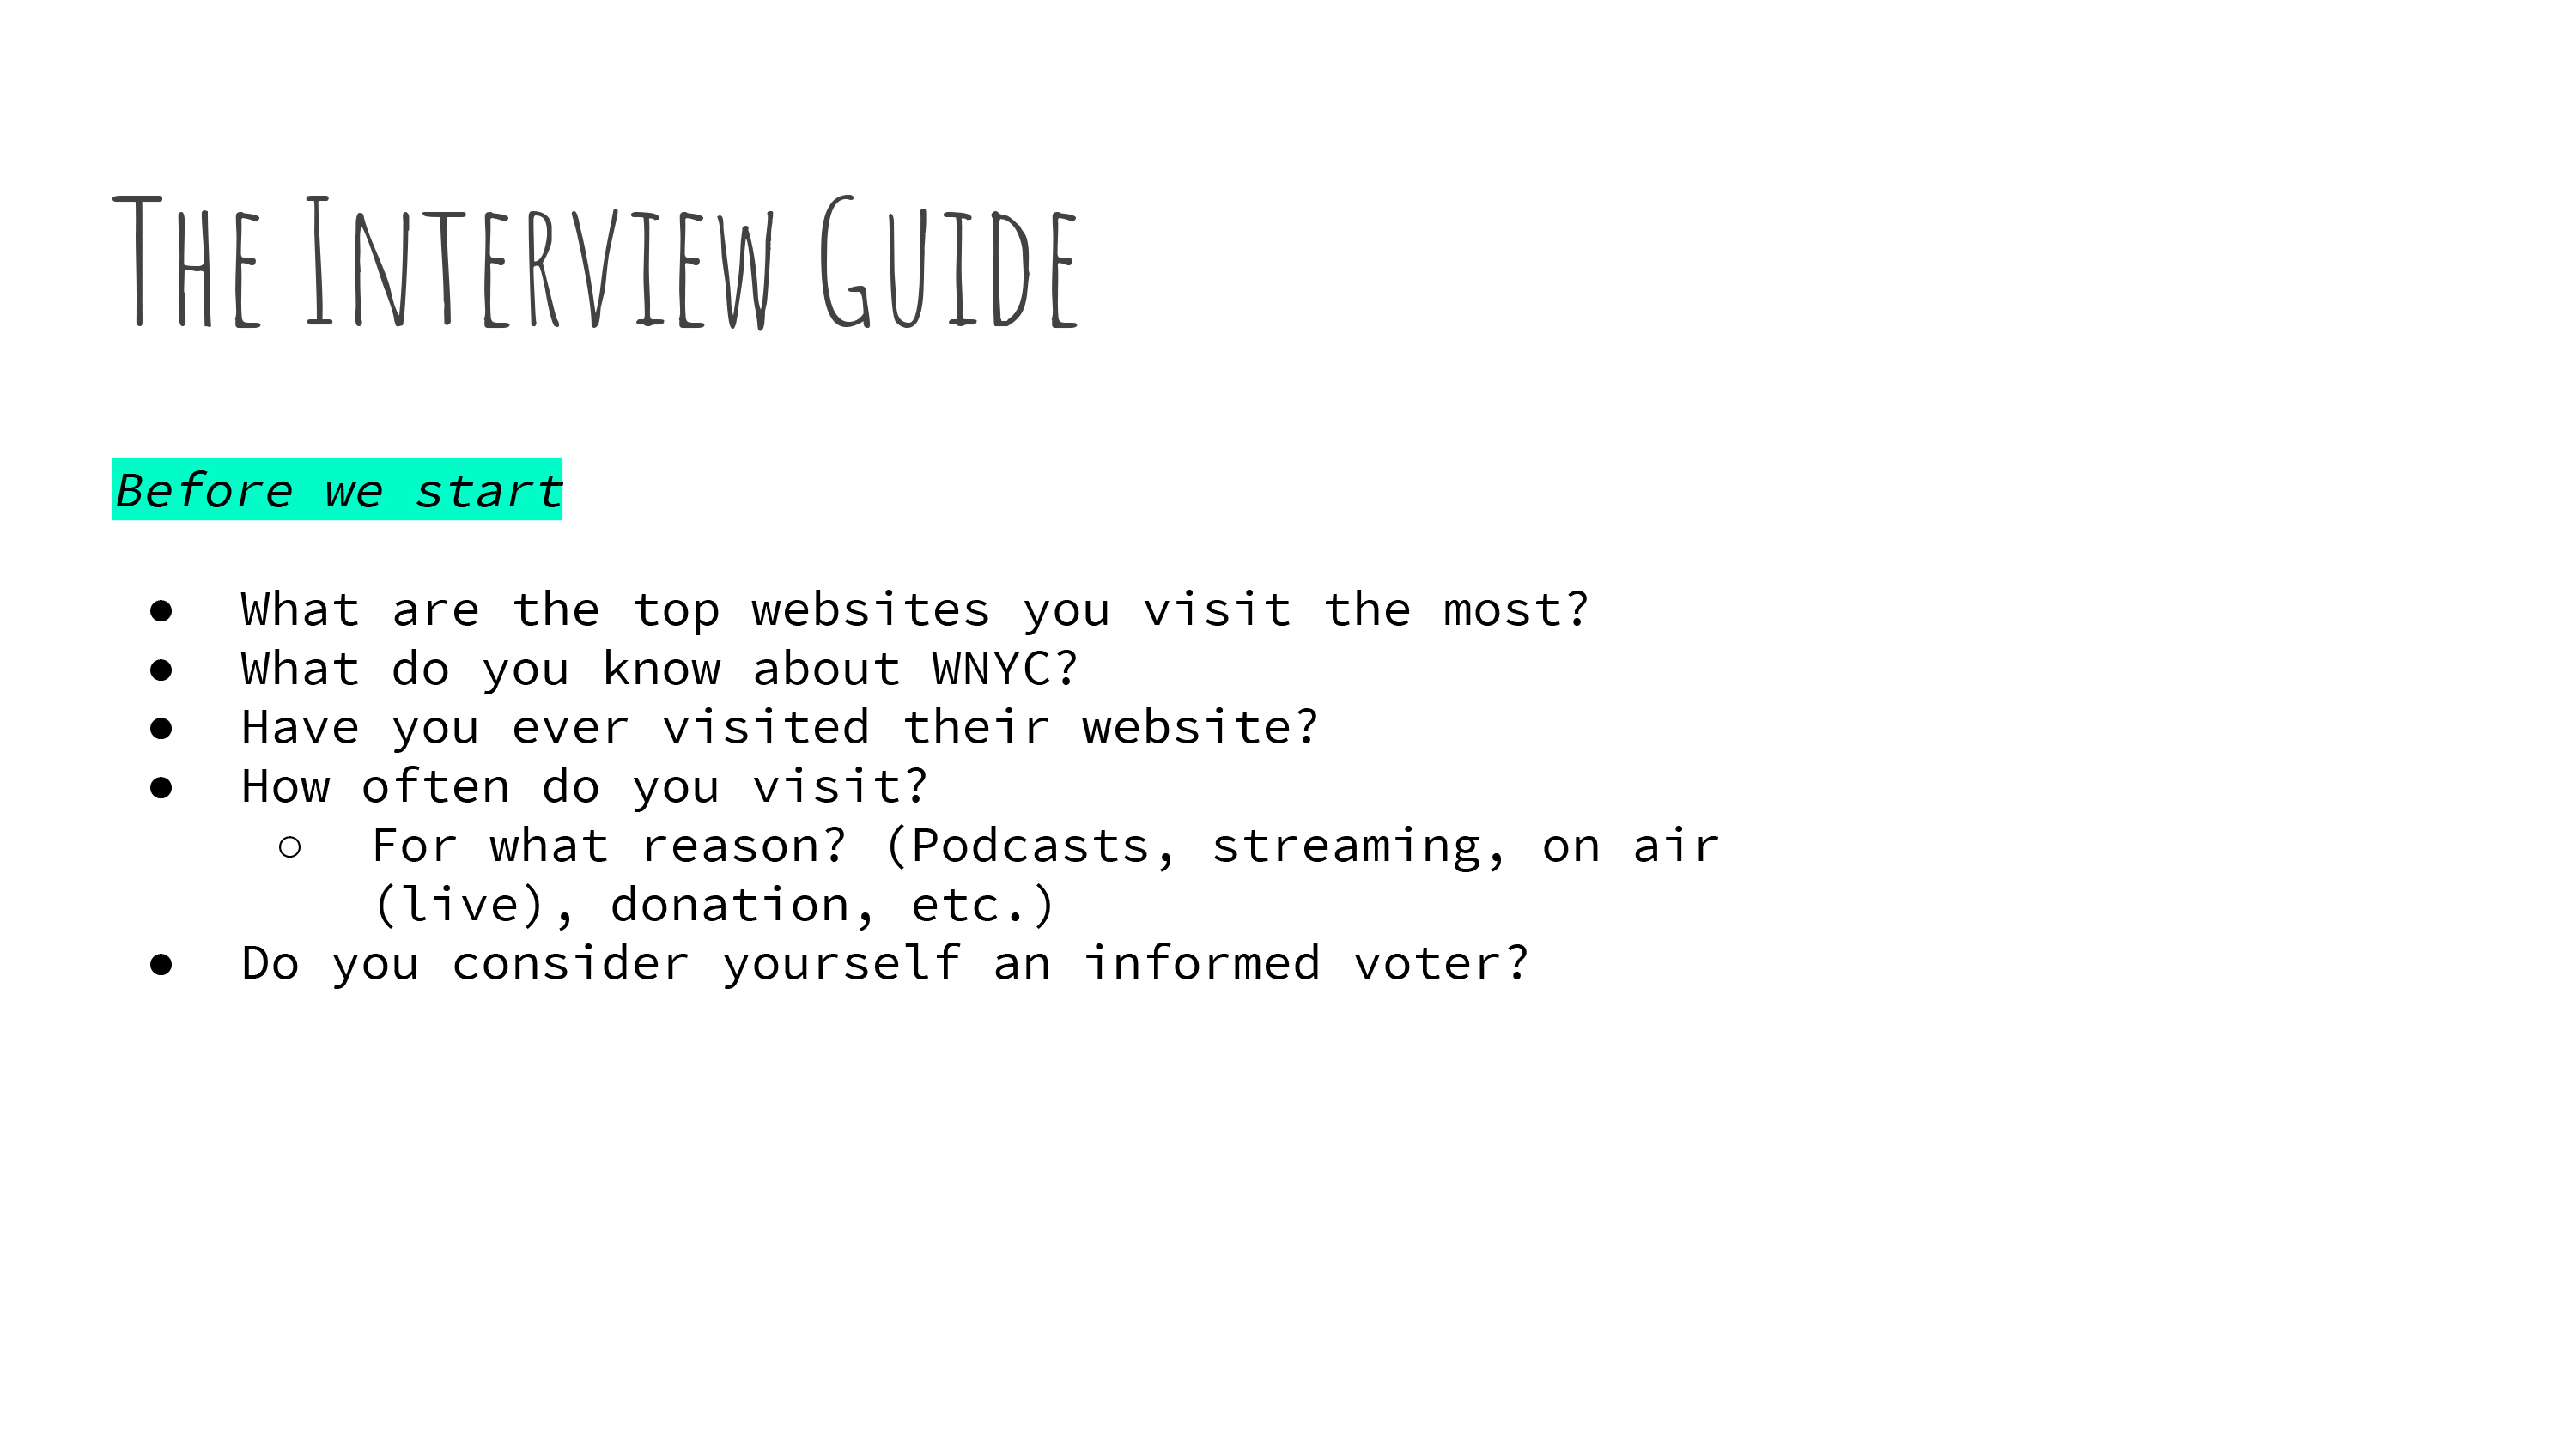 The Interview Guide
Before we start
● What are the top websites you visit the most?
● What do you know about WNYC?
● Have you ever visited their website?
● How often do you visit?
○ For what reason? (Podcasts, streaming, on air
(live), donation, etc.)
● Do you consider yourself an informed voter?